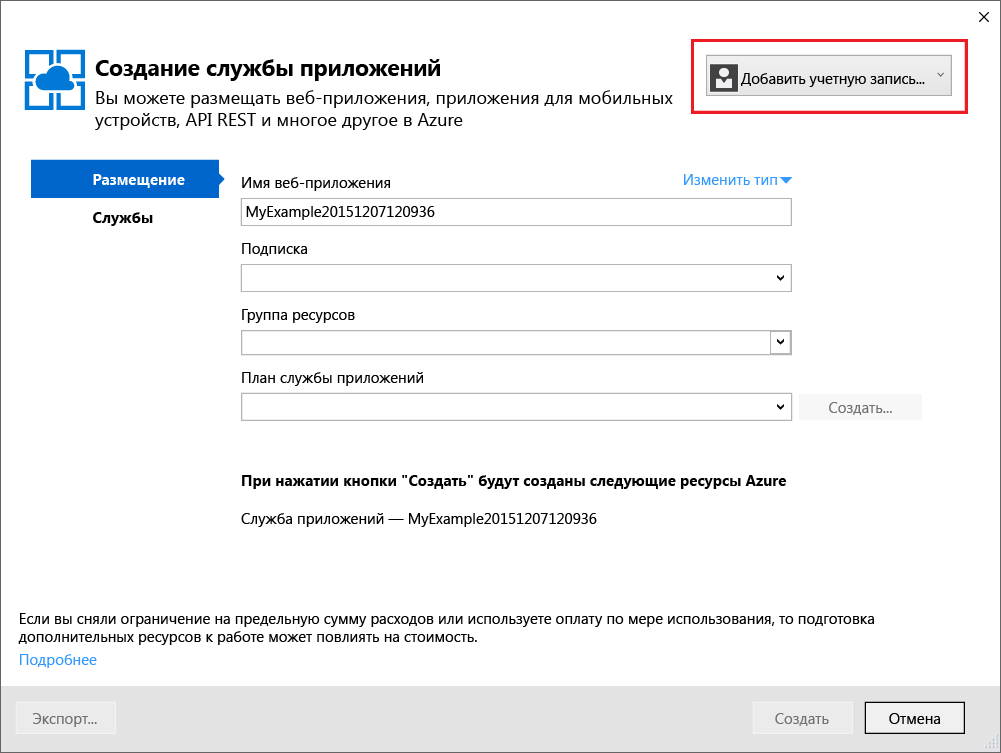 Создание службы приложений
Вы можете размещать веб-приложения, приложения для мобильных
устройств, API REST и многое другое в Azure
Добавить учетную запись...
Размещение
Службы
Имя веб-приложения
Изменить тип
MyExample20151207120936
Подписка
Группа ресурсов
План службы приложений
Создать...
При нажатии кнопки "Создать" будут созданы следующие ресурсы Azure
Служба приложений — MyExample20151207120936
Если вы сняли ограничение на предельную сумму расходов или используете оплату по мере использования, то подготовка
дополнительных ресурсов к работе может повлиять на стоимость.
Подробнее
Экспорт...
Создать
Отмена